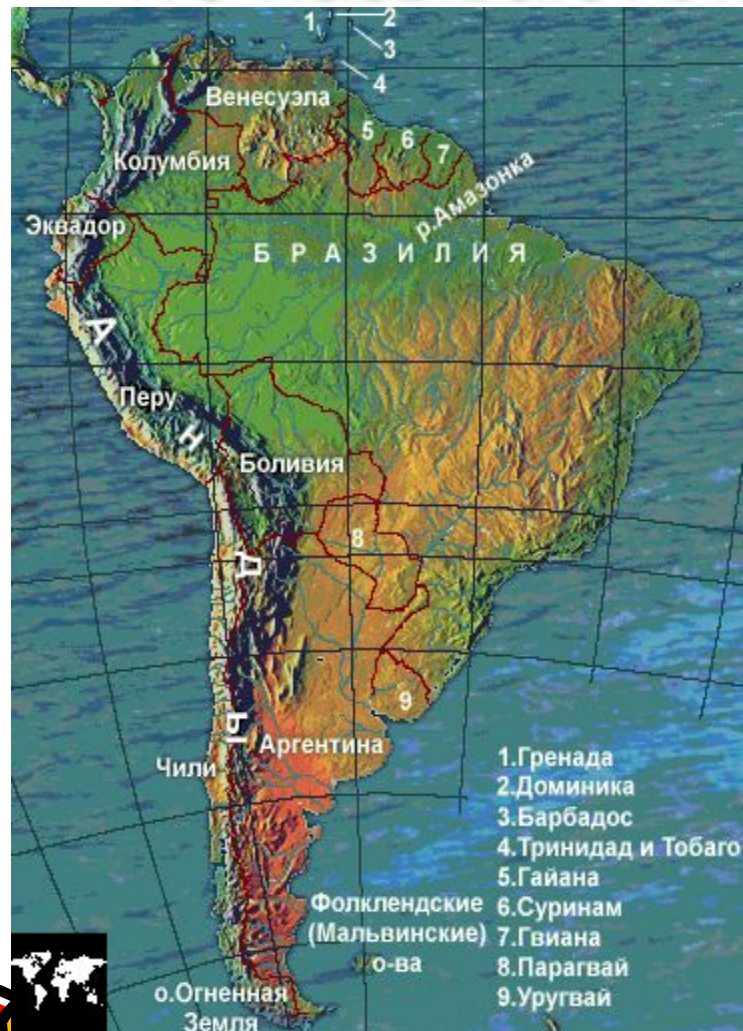 1
2
3
4
Венесуэла
5
6
7
Колумбия
р.Амазонка
Эквадор
БРАЗИЛИЯ
АНДЫ
Перу
Боливия
8
9
Аргентина
Чили
1.Гренада
2.Доминика
3.Барбадос
4.Тринидад и Тобаго
5.Гайана
6.Суринам
7.Гвиана
8.Парагвай
9.Уругвай
Фолклендские
(Мальвинские)
о-ва
о.Огненная
Земля